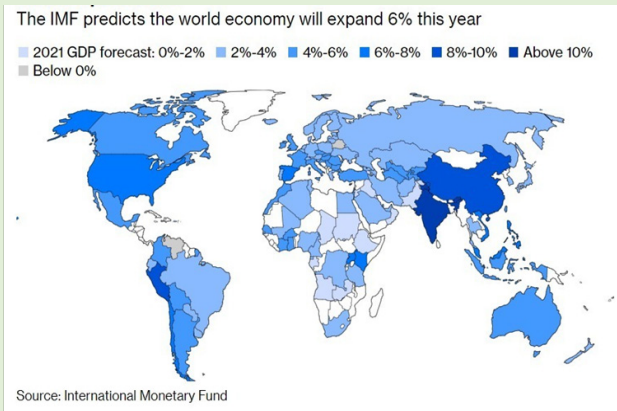 The IMF predicts the world economy will expand 6% this year
2021 GDP forecast: 0%-2% 2%-4% 4%-6% 6%-8% 8%-10% Above 10%
Below 0%
Source: International Monetary Fund